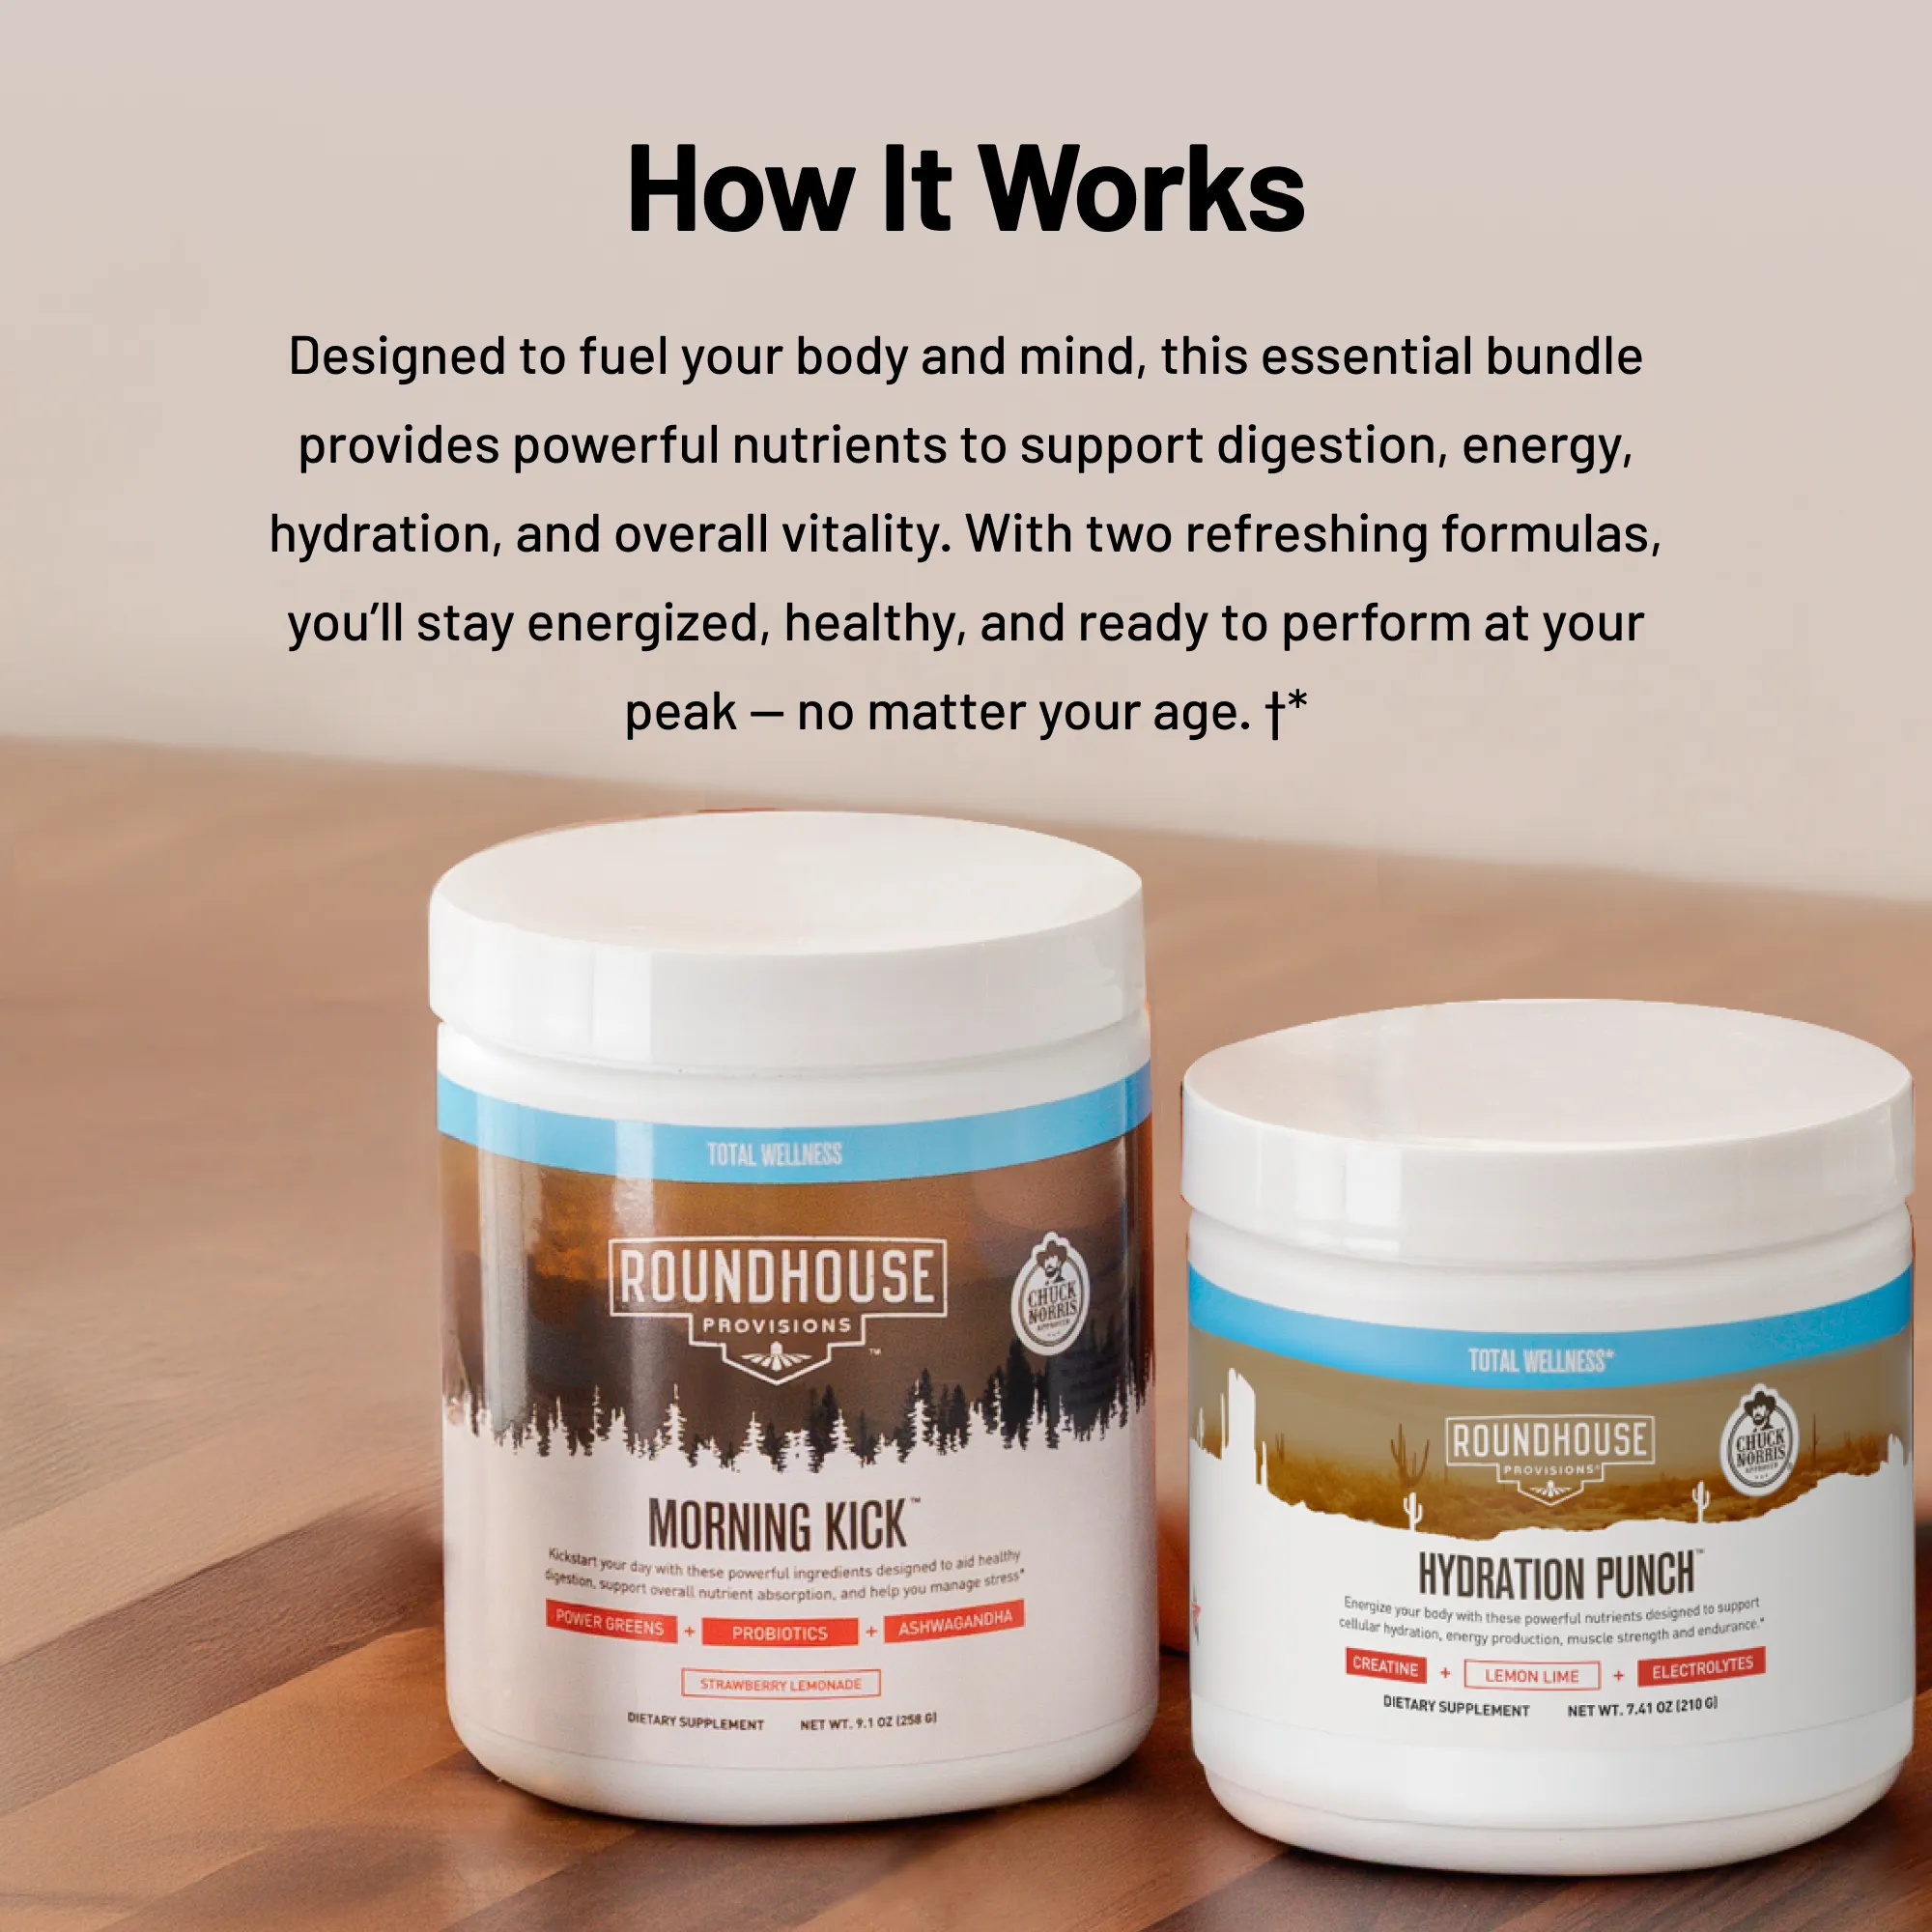 How It Works
Designed to fuel your body and mind, this essential bundle
provides powerful nutrients to support digestion, energy,
hydration, and overall vitality. With two refreshing formulas,
you’ll stay energized, healthy, and ready to perform at your
peak — no matter your age. †*
TOTAL WELLNESS
ROUNDHOUSE
PROVISIONS™
CHUCK
NORRIS
APPROVED
MORNING KICK™
Kickstart your day with these powerful ingredients designed to aid healthy
digestion, support overall nutrient absorption, and help you manage stress*
POWER GREENS + PROBIOTICS + ASHWAGANDHA
STRAWBERRY LEMONADE
DIETARY SUPPLEMENT NET WT. 9.1 OZ (258 G)
TOTAL WELLNESS*
ROUNDHOUSE
PROVISIONS®
CHUCK
NORRIS
APPROVED
HYDRATION PUNCH™
Energize your body with these powerful nutrients designed to support
cellular hydration, energy production, muscle strength and endurance.*
CREATINE + LEMON LIME + ELECTROLYTES
DIETARY SUPPLEMENT NET WT. 7.41 OZ (210 G)